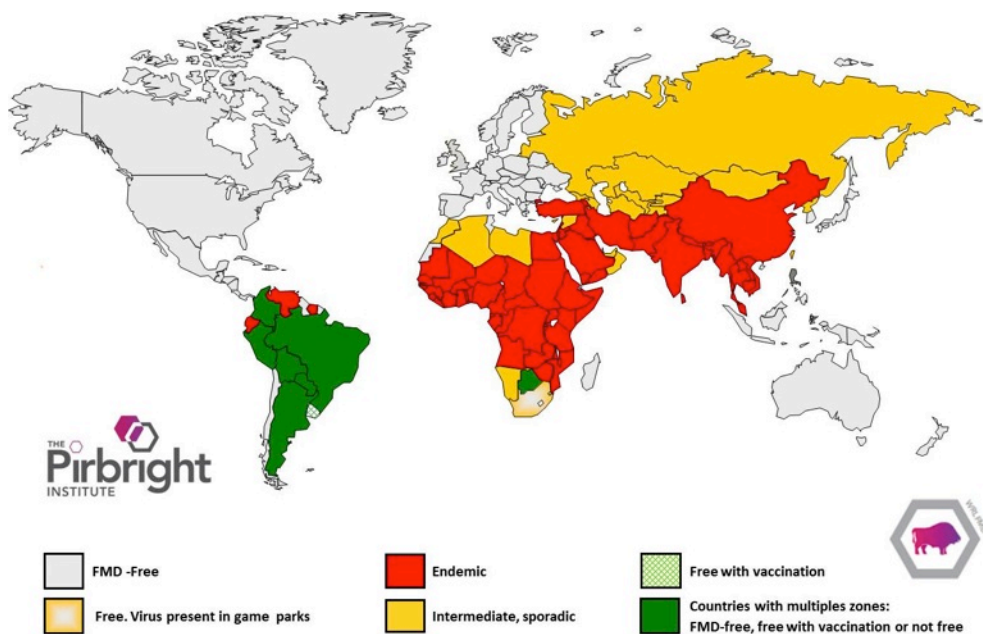 THE
Pirbright
INSTITUTE
WRLFMD
FMD -Free
Endemic
Free with vaccination
Free. Virus present in game parks
Intermediate, sporadic
Countries with multiples zones:
FMD-free, free with vaccination or not free